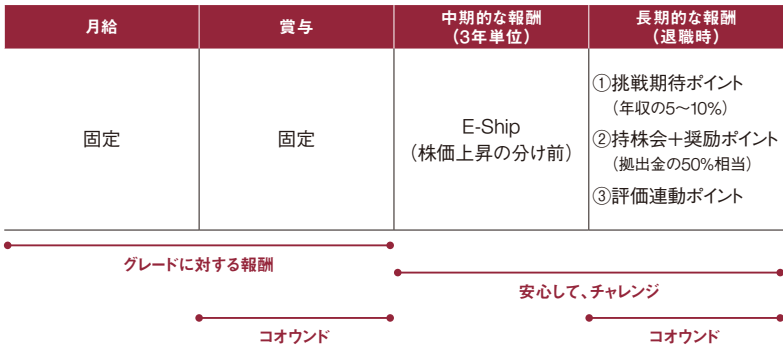 月給
賞与
中期的な報酬
（3年単位）
長期的な報酬
（退職時）
固定
固定
E-Ship
（株価上昇の分け前）
①挑戦期待ポイント
（年収の5〜10%）
②持株会＋奨励ポイント
（拠出金の50%相当）
③評価連動ポイント
グレードに対する報酬
安心して、チャレンジ
コオウンド
コオウンド